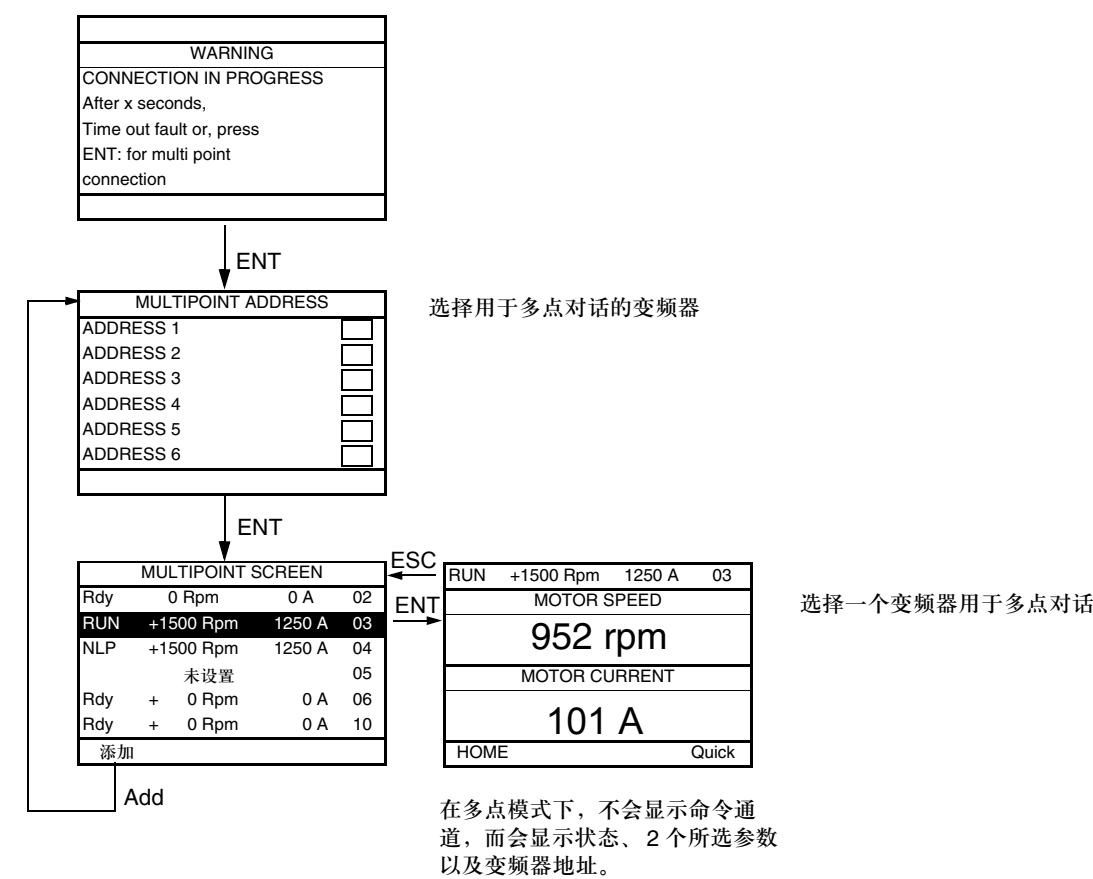 WARNING
CONNECTION IN PROGRESS
After x seconds,
Time out fault or, press
ENT: for multi point
connection
ENT
MULTIPOINT ADDRESS
选择用于多点对话的变频器
ADDRESS 1
ADDRESS 2
ADDRESS 3
ADDRESS 4
ADDRESS 5
ADDRESS 6
ENT
MULTIPOINT SCREEN
Rdy 0 Rpm 0 A 02
RUN +1500 Rpm 1250 A 03
NLP +1500 Rpm 1250 A 04
未设置 05
Rdy + 0 Rpm 0 A 06
Rdy + 0 Rpm 0 A 10
添加
Add
ESC
ENT
RUN +1500 Rpm 1250 A 03
MOTOR SPEED
952 rpm
MOTOR CURRENT
101 A
HOME Quick
选择一个变频器用于多点对话
在多点模式下，不会显示命令通
道，而会显示状态、2 个所选参数
以及变频器地址。